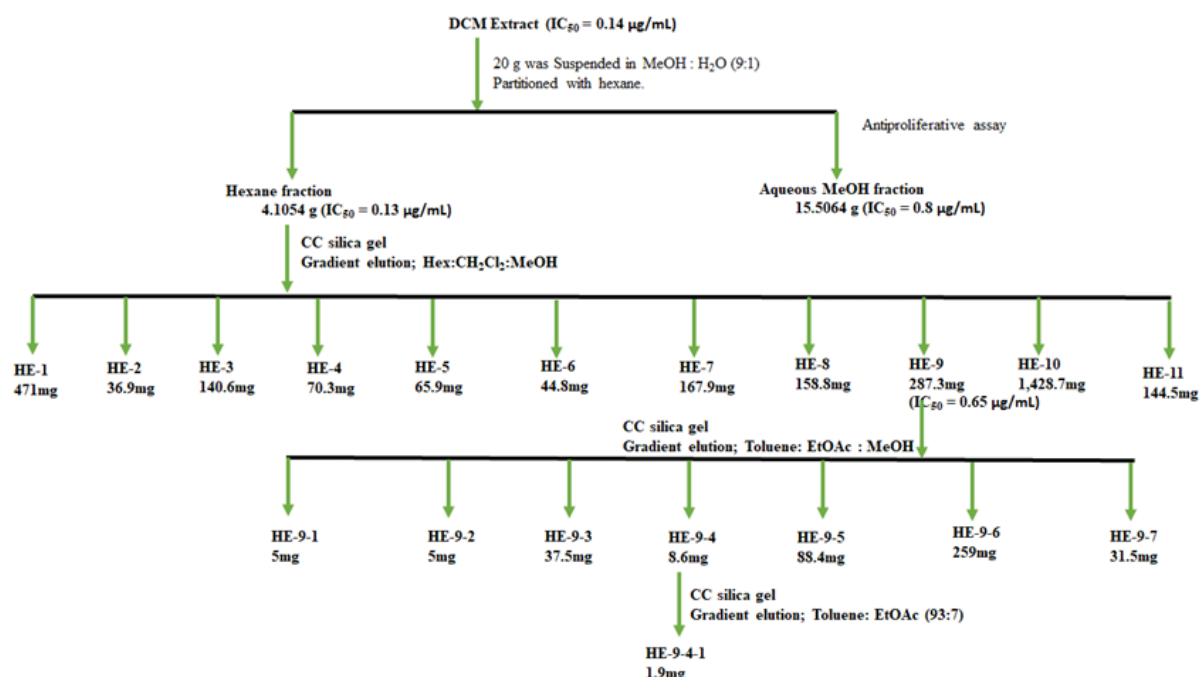 DCM Extract (IC₅₀ = 0.14 µg/mL)
20 g was Suspended in MeOH : H₂O (9:1)
Partitioned with hexane.
Antiproliferative assay
Hexane fraction
4.1054 g (IC₅₀ = 0.13 µg/mL)
Aqueous MeOH fraction
15.5064 g (IC₅₀ = 0.8 µg/mL)
CC silica gel
Gradient elution; Hex:CH₂Cl₂:MeOH
HE-1
471mg
HE-2
36.9mg
HE-3
140.6mg
HE-4
70.3mg
HE-5
65.9mg
HE-6
44.8mg
HE-7
167.9mg
HE-8
158.8mg
HE-9
287.3mg
(IC₅₀ = 0.65 µg/mL)
HE-10
1,428.7mg
HE-11
144.5mg
CC silica gel
Gradient elution; Toluene: EtOAc : MeOH
HE-9-1
5mg
HE-9-2
5mg
HE-9-3
37.5mg
HE-9-4
8.6mg
HE-9-5
88.4mg
HE-9-6
259mg
HE-9-7
31.5mg
CC silica gel
Gradient elution; Toluene: EtOAc (93:7)
HE-9-4-1
1.9mg